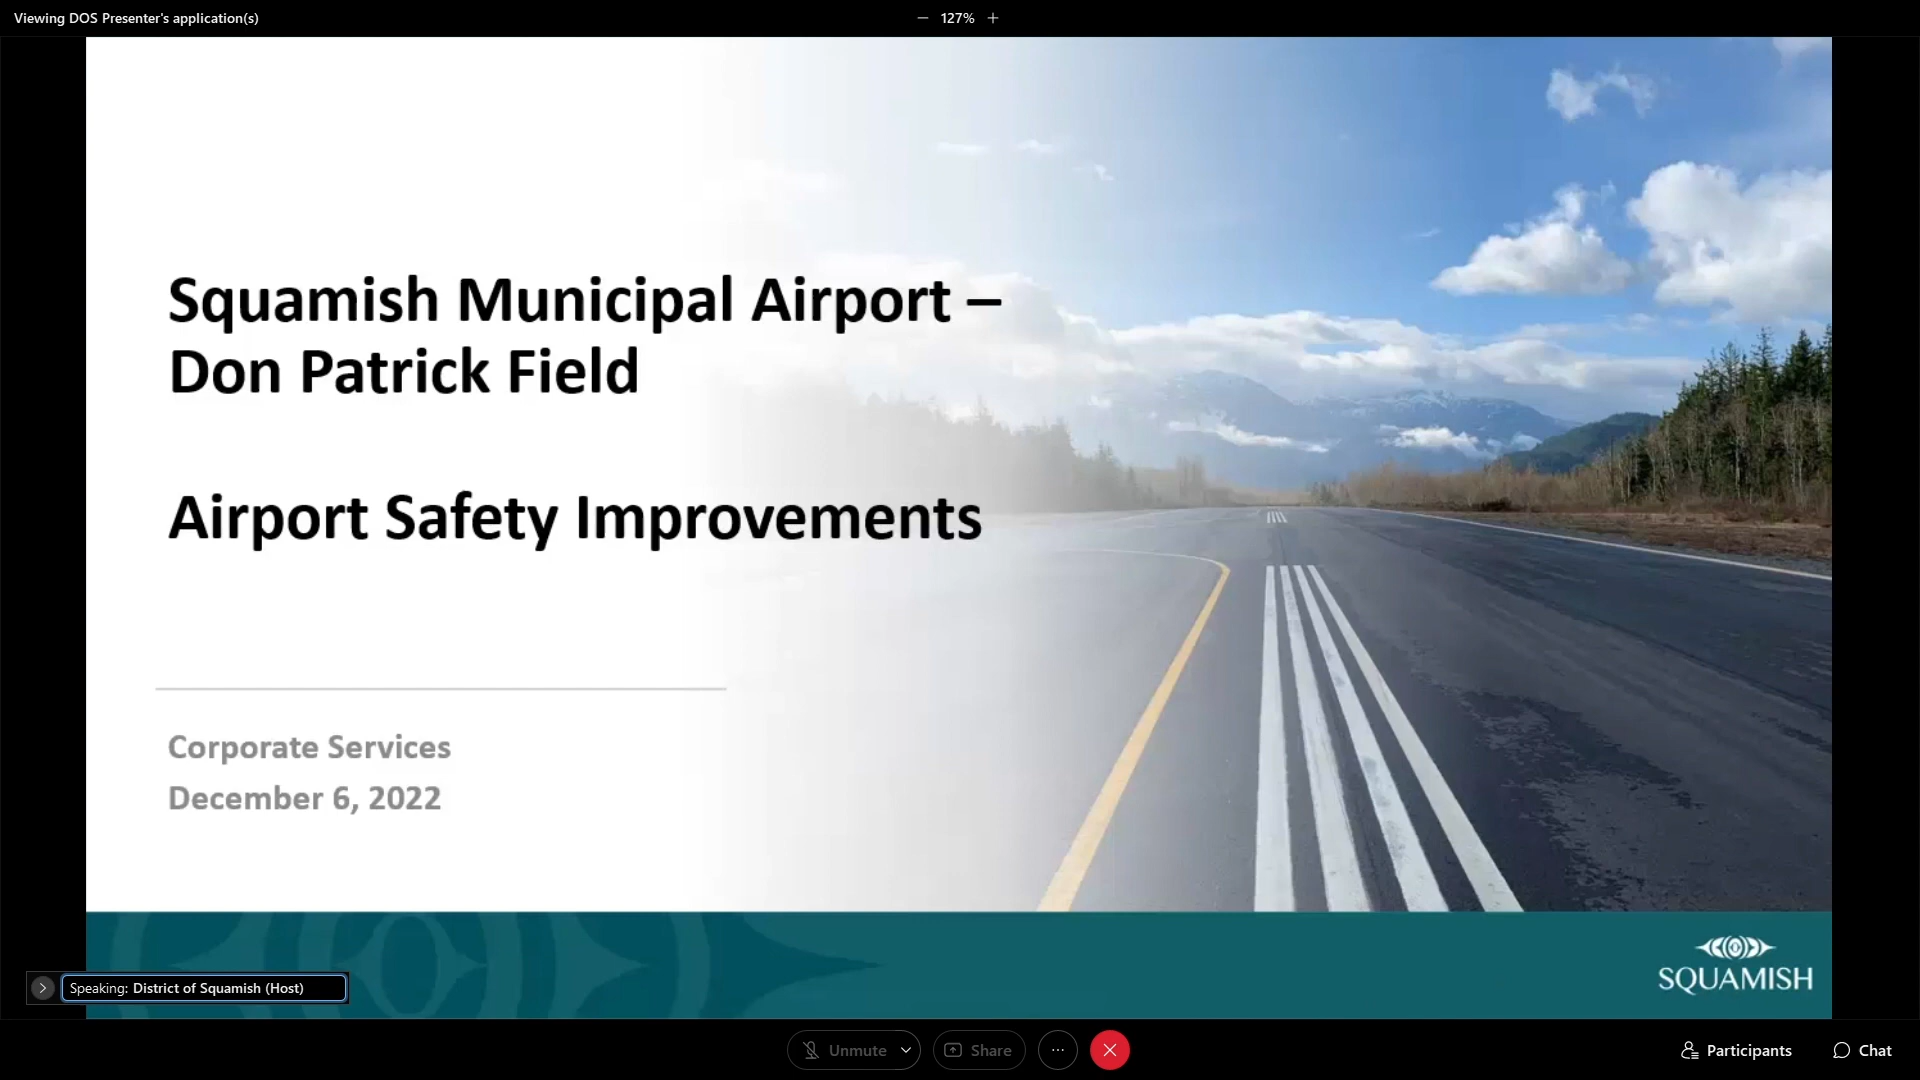 Viewing DOS Presenter's application(s)
127%
Squamish Municipal Airport –
Don Patrick Field
Airport Safety Improvements
Corporate Services
December 6, 2022
SQUAMISH
Speaking: District of Squamish (Host)
Unmute
Share
Participants
Chat